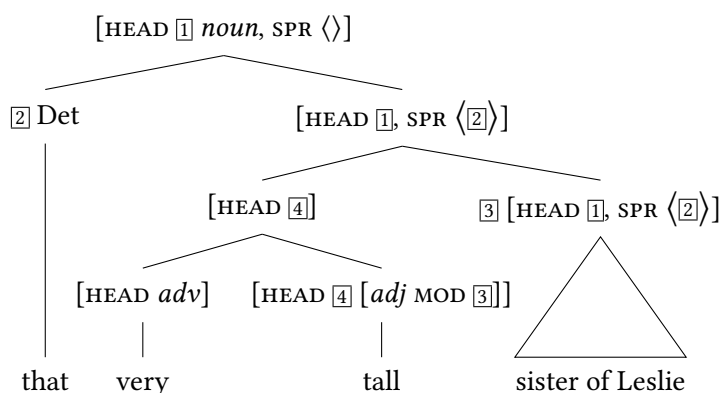 [HEAD 1 noun, SPR ⟨⟩]
2 Det [HEAD 1, SPR ⟨2⟩]
[HEAD 4] 3 [HEAD 1, SPR ⟨2⟩]
[HEAD adv] [HEAD 4 [adj MOD 3]]
that very tall sister of Leslie